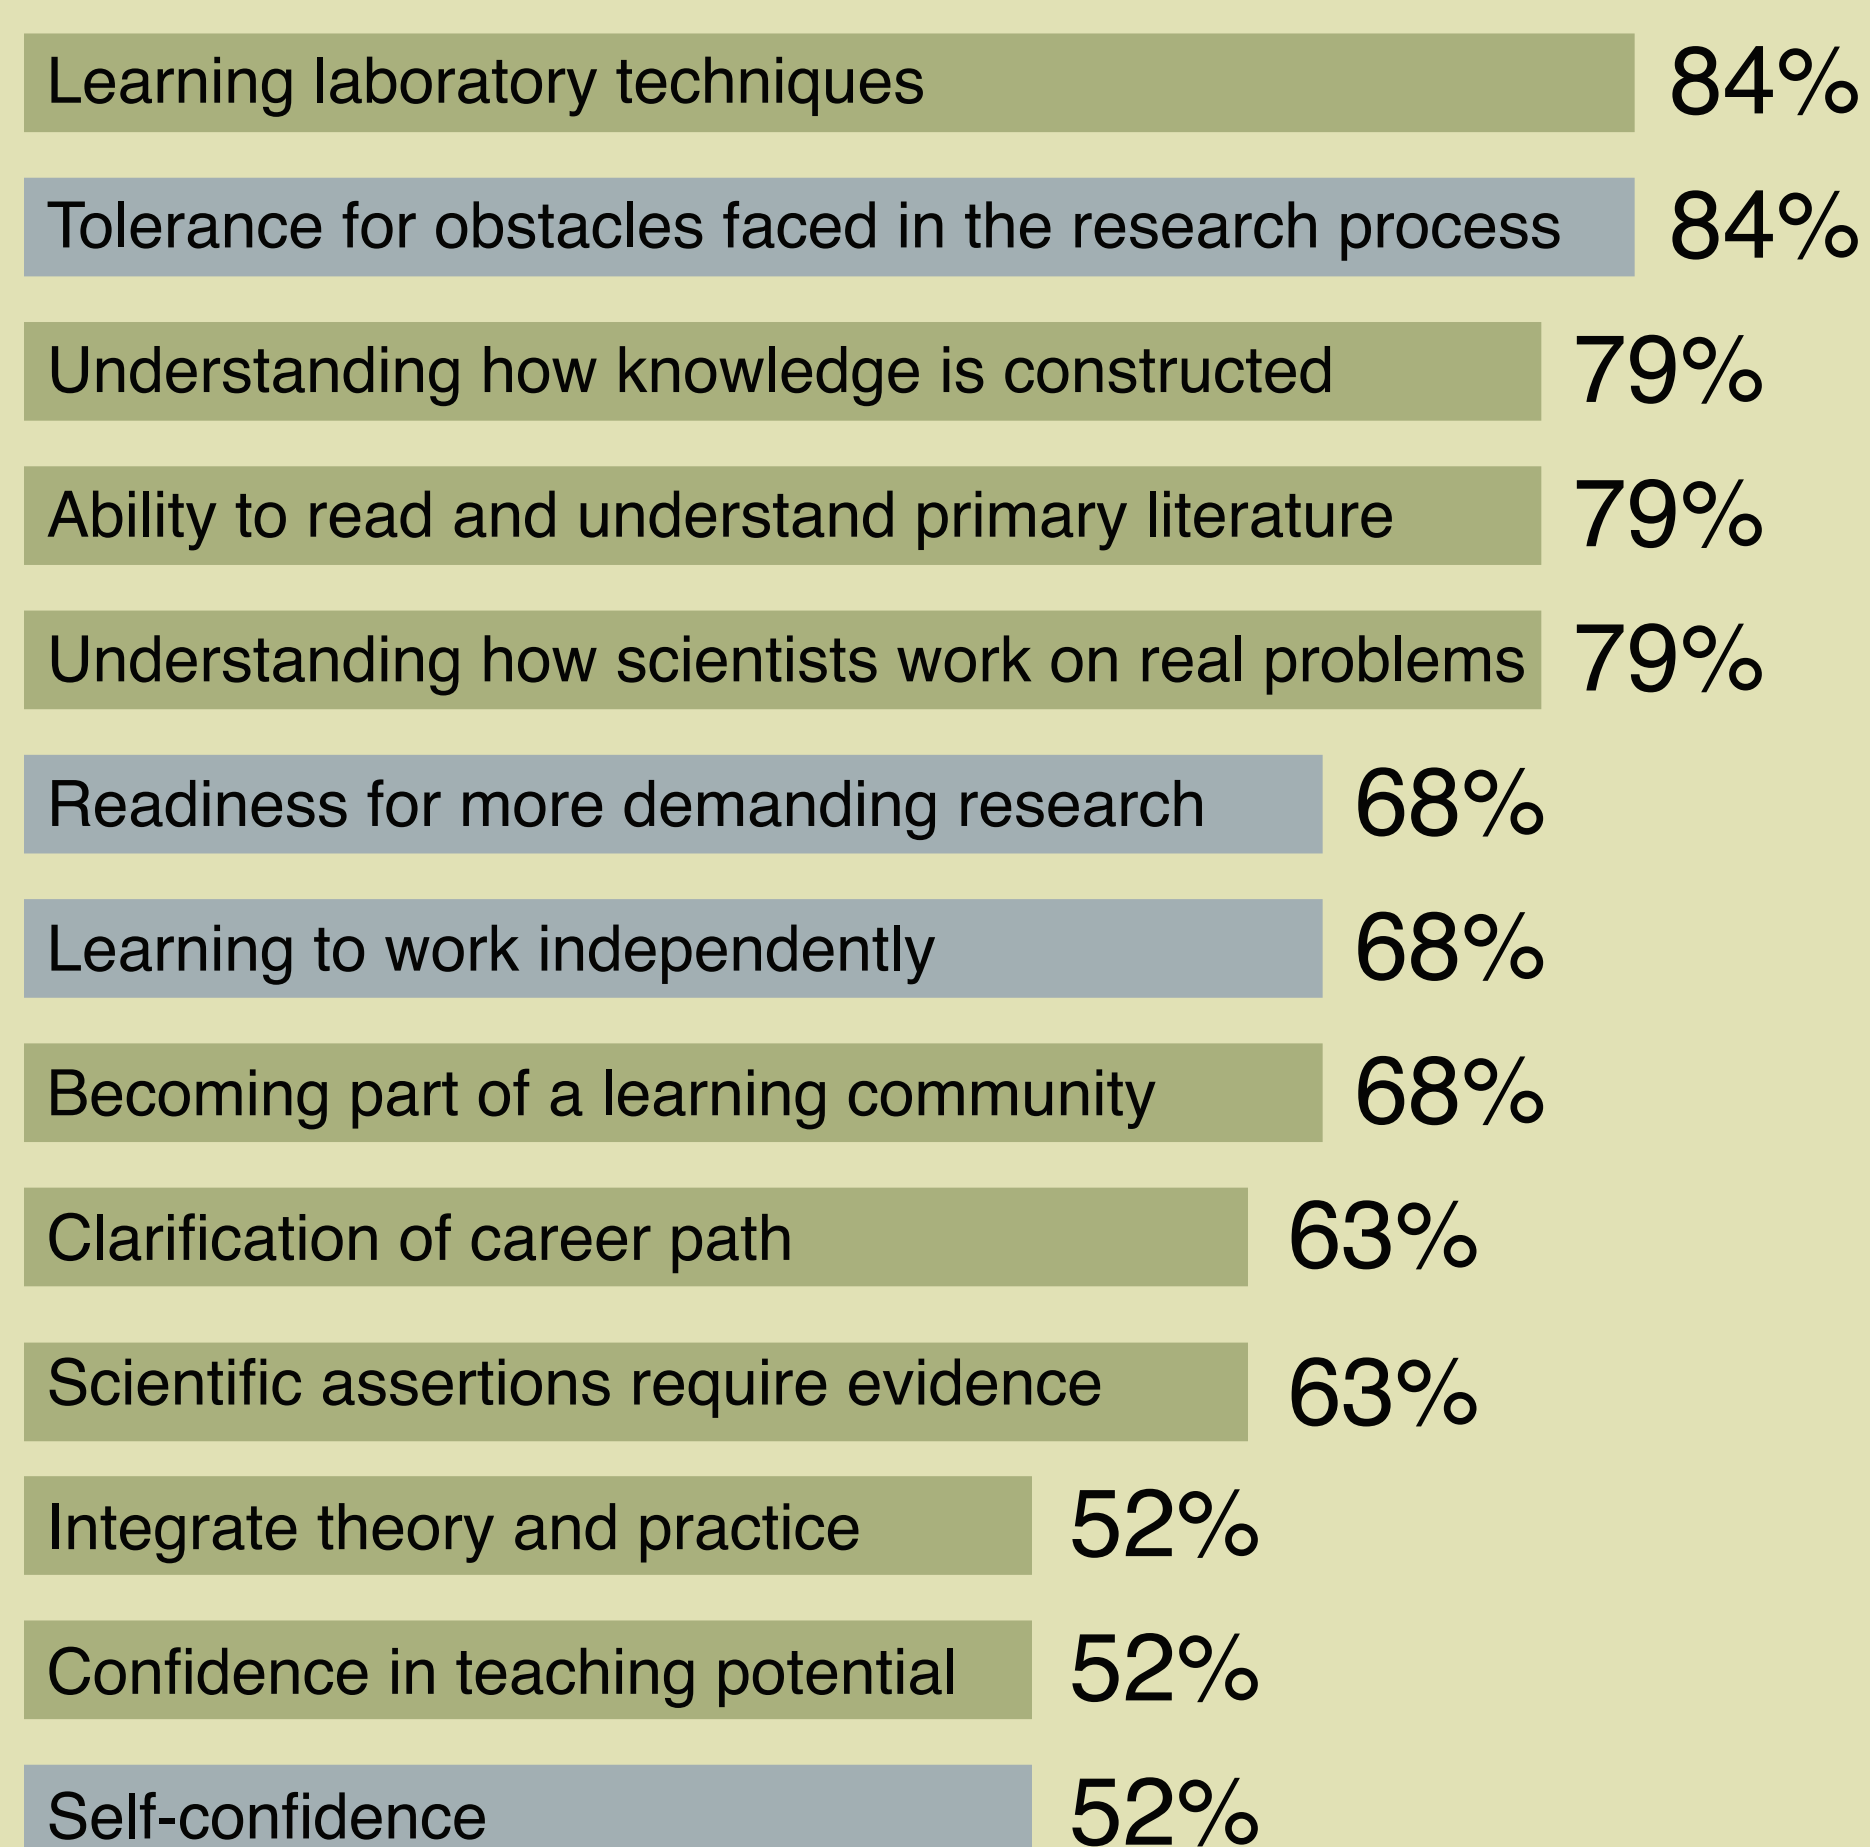 Learning laboratory techniques 84%
Tolerance for obstacles faced in the research process 84%
Understanding how knowledge is constructed 79%
Ability to read and understand primary literature 79%
Understanding how scientists work on real problems 79%
Readiness for more demanding research 68%
Learning to work independently 68%
Becoming part of a learning community 68%
Clarification of career path 63%
Scientific assertions require evidence 63%
Integrate theory and practice 52%
Confidence in teaching potential 52%
Self-confidence 52%